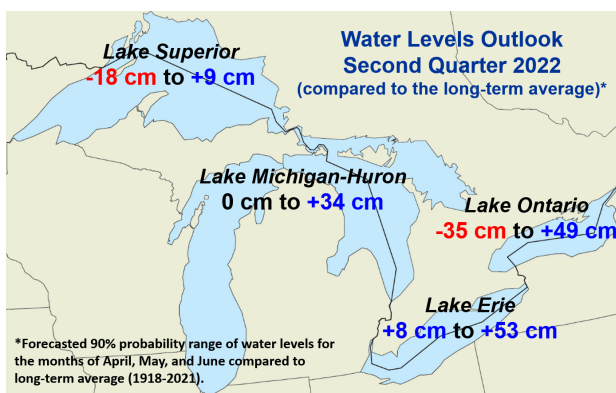 Lake Superior
-18 cm to +9 cm
Water Levels Outlook
Second Quarter 2022
(compared to the long-term average)*
Lake Michigan-Huron
0 cm to +34 cm
Lake Ontario
-35 cm to +49 cm
Lake Erie
+8 cm to +53 cm
*Forecasted 90% probability range of water levels for
the months of April, May, and June compared to
long-term average (1918-2021).